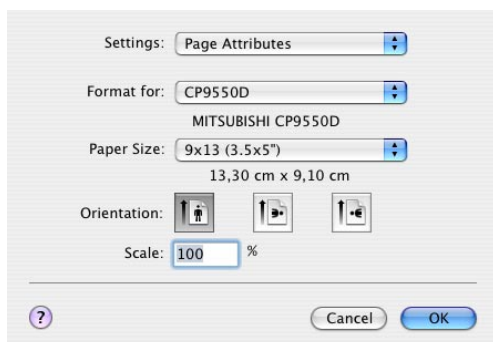 Settings: Page Attributes
Format for: CP9550D
MITSUBISHI CP9550D
Paper Size: 9x13 (3.5x5")
13,30 cm x 9,10 cm
Orientation:
Scale: 100 %
? Cancel OK